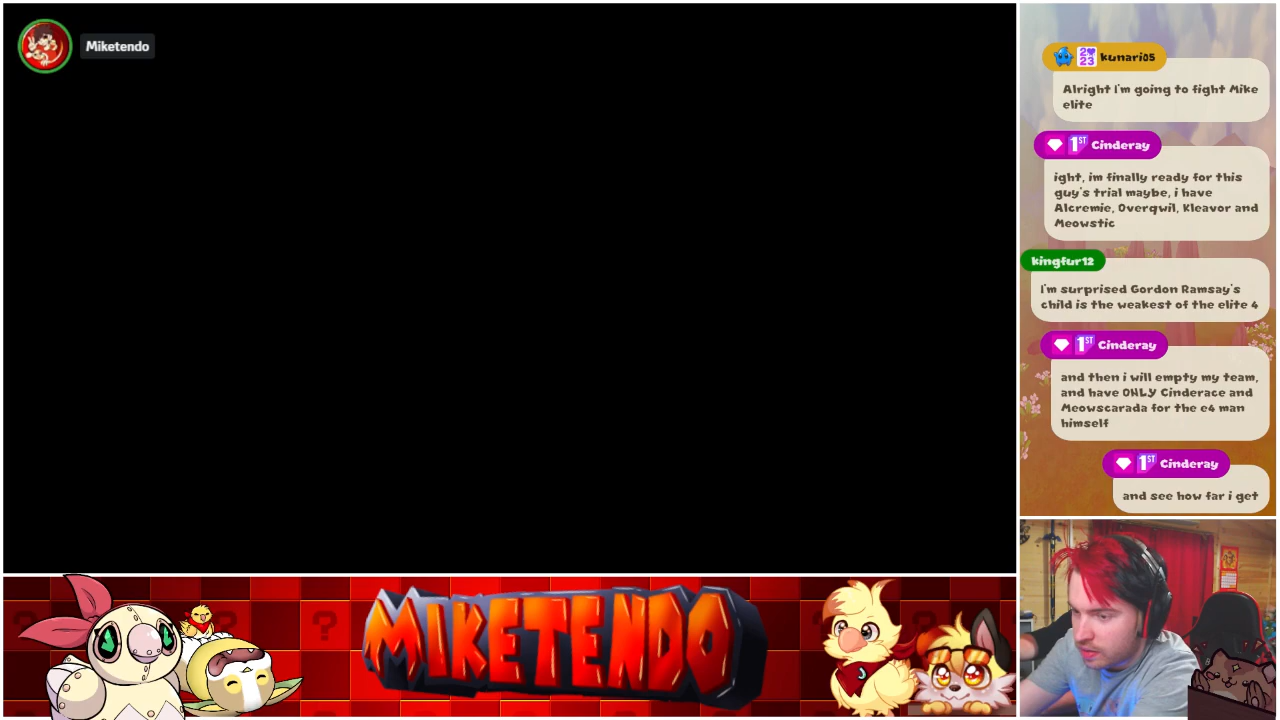 Miketendo
2023 kunari05
Alright I'm going to fight Mike
elite
1ST Cinderay
ight, im finally ready for this
guy's trial maybe, i have
Alcremie, Overqwil, Kleavor and
Meowstic
kingfur12
I'm surprised Gordon Ramsay's
child is the weakest of the elite 4
1ST Cinderay
and then i will empty my team,
and have ONLY Cinderace and
Meowscarada for the e4 man
himself
1ST Cinderay
and see how far i get
MIKETENDO